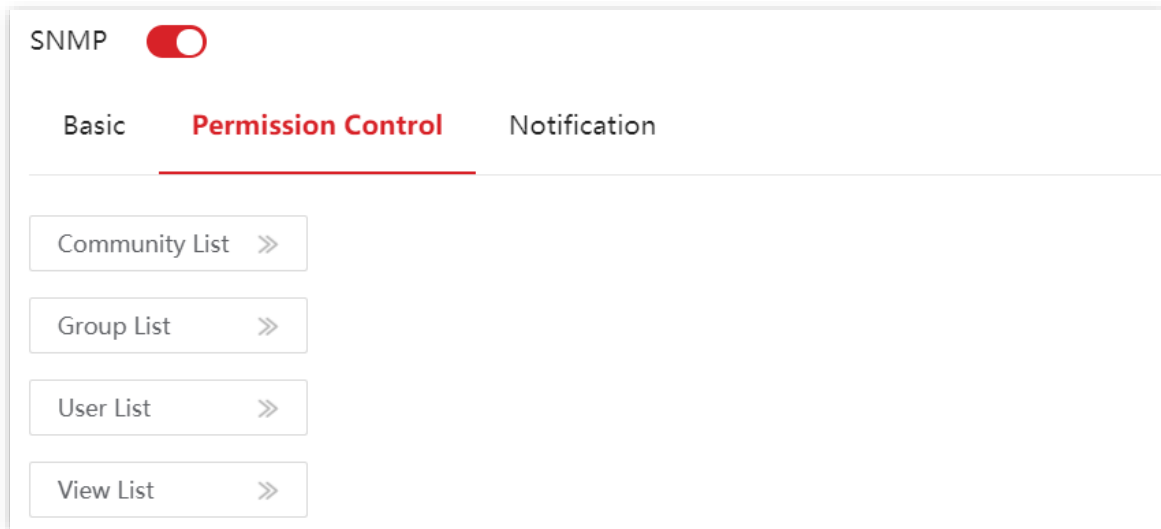 SNMP
Basic Permission Control Notification
Community List
Group List
User List
View List